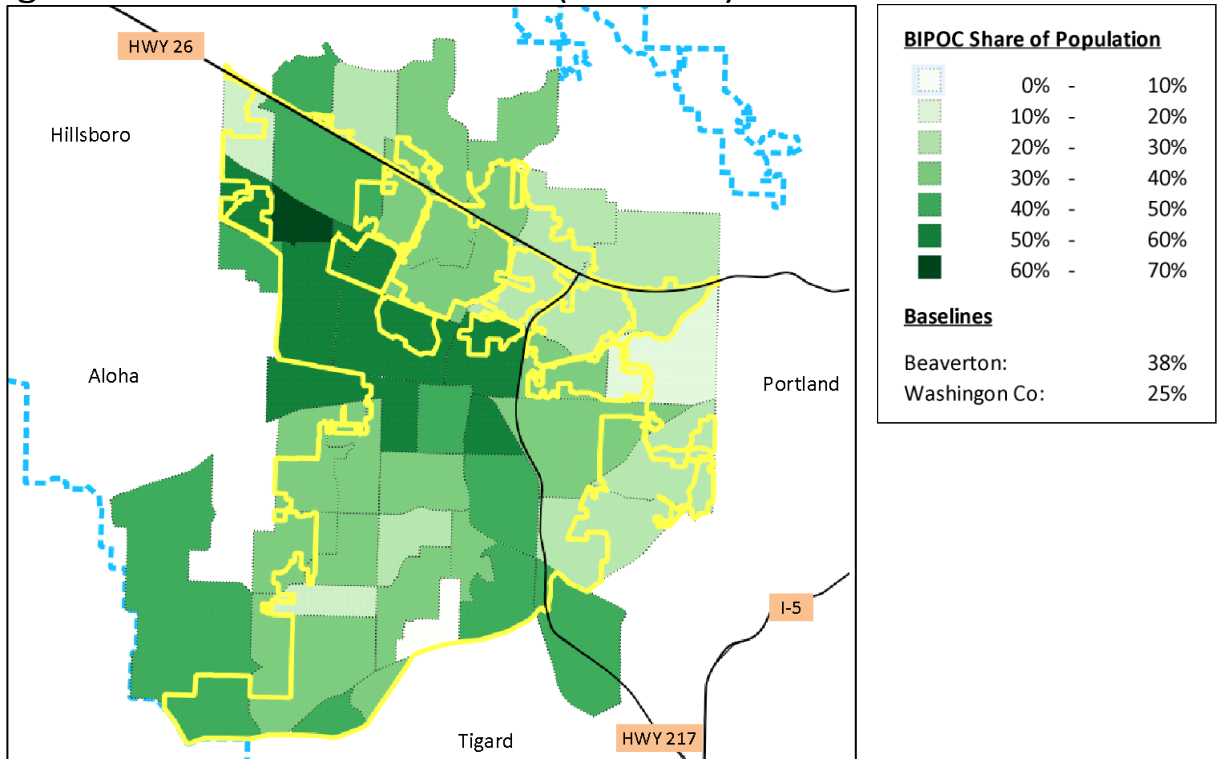 HWY 26
Hillsboro
Aloha
Portland
I-5
Tigard
HWY 217
BIPOC Share of Population
0% - 10%
10% - 20%
20% - 30%
30% - 40%
40% - 50%
50% - 60%
60% - 70%
Baselines
Beaverton: 38%
Washingon Co: 25%